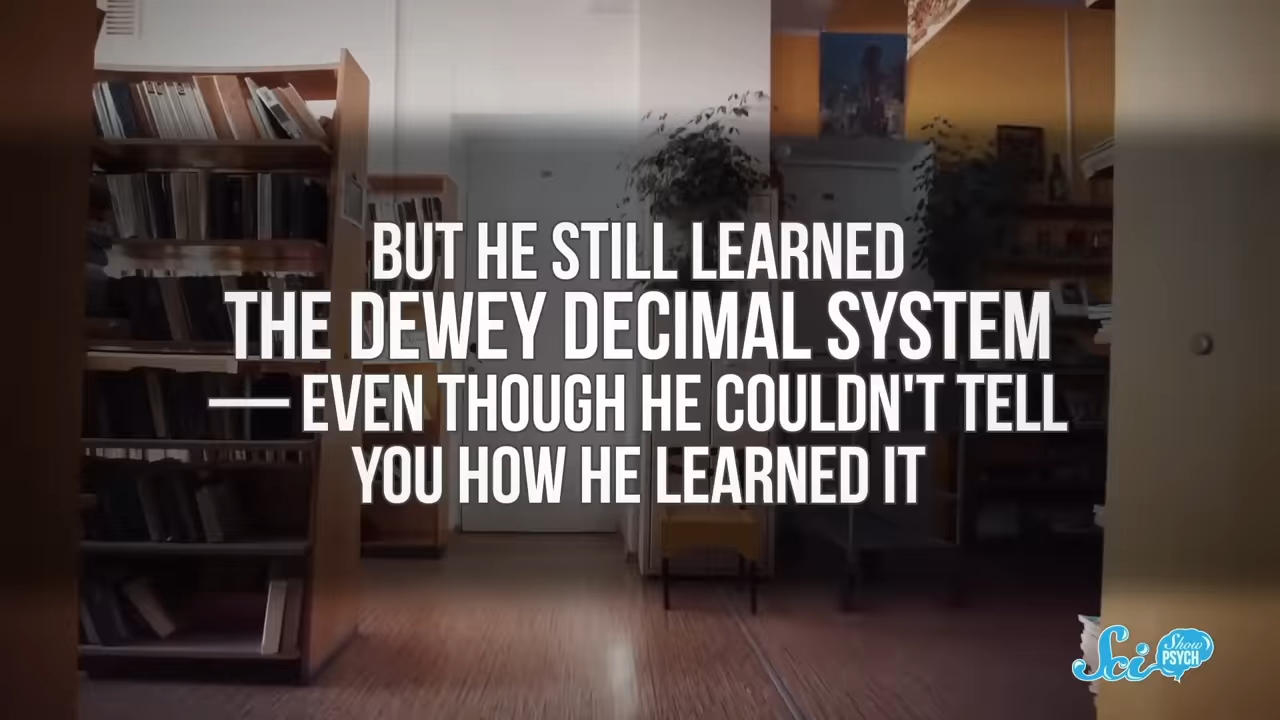 BUT HE STILL LEARNED
THE DEWEY DECIMAL SYSTEM
— EVEN THOUGH HE COULDN'T TELL
YOU HOW HE LEARNED IT
Sci Show
PSYCH